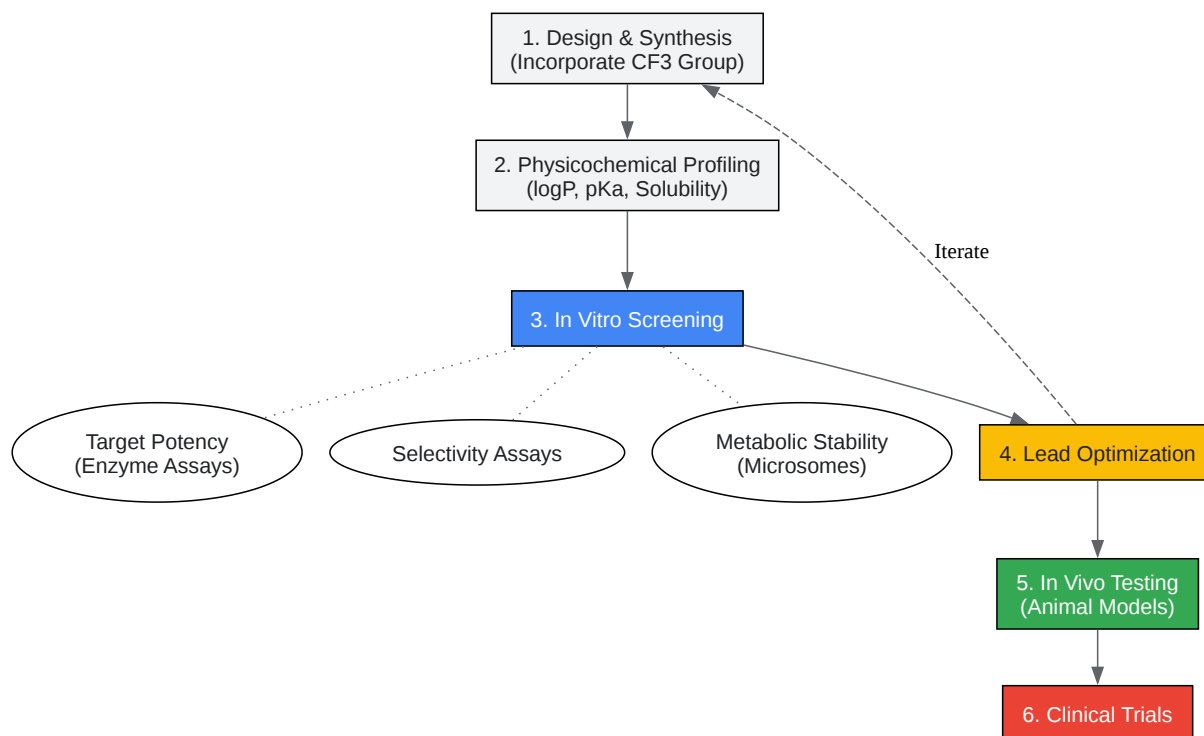 1. Design & Synthesis
(Incorporate CF3 Group)
2. Physicochemical Profiling
(logP, pKa, Solubility)
Iterate
3. In Vitro Screening
Target Potency
(Enzyme Assays)
Selectivity Assays
Metabolic Stability
(Microsomes)
4. Lead Optimization
5. In Vivo Testing
(Animal Models)
6. Clinical Trials